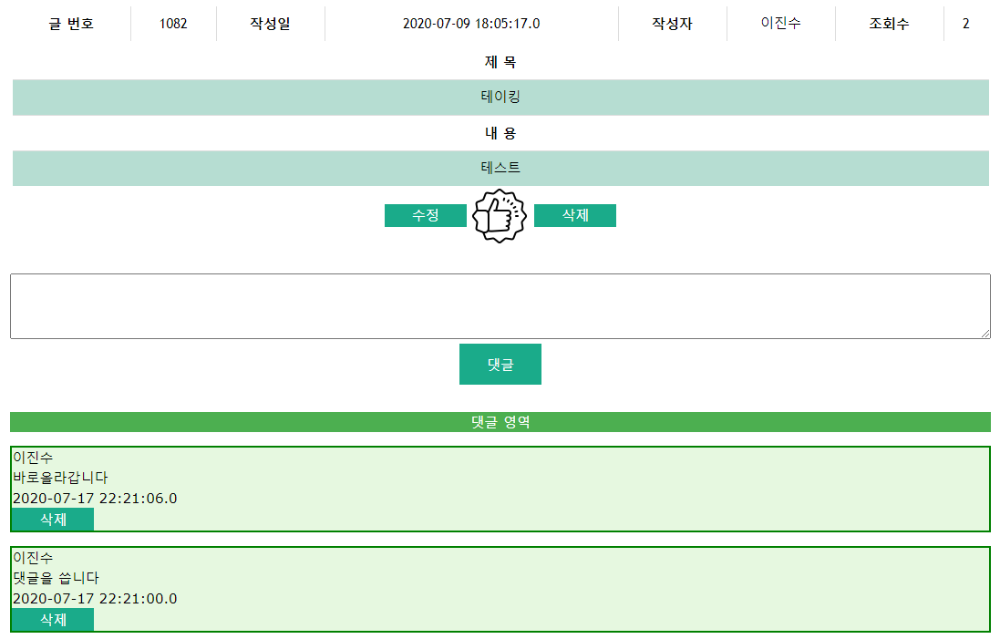 글 번호 1082 작성일 2020-07-09 18:05:17.0 작성자 이진수 조회수 2
제 목
테이킹
내 용
테스트
수정 삭제
댓글
댓글 영역
이진수
바로올라갑니다
2020-07-17 22:21:06.0
삭제
이진수
댓글을 씁니다
2020-07-17 22:21:00.0
삭제